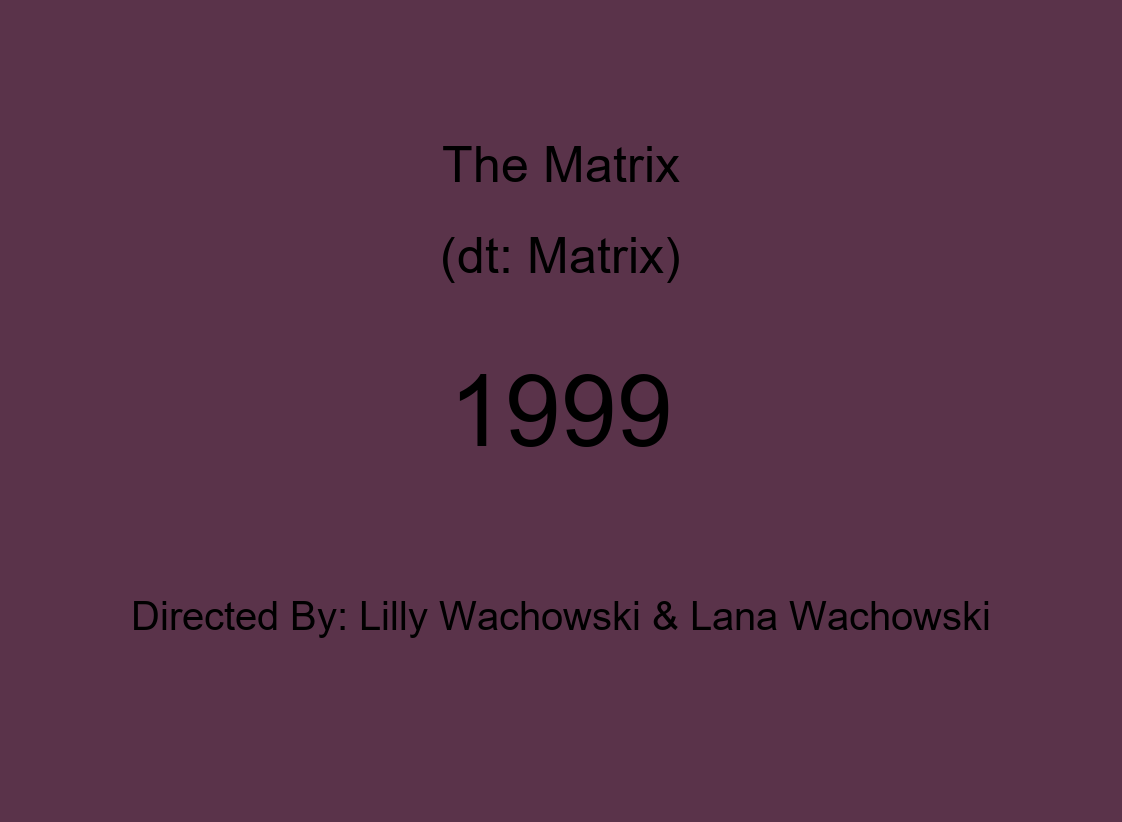 The Matrix
(dt: Matrix)
1999
Directed By: Lilly Wachowski & Lana Wachowski